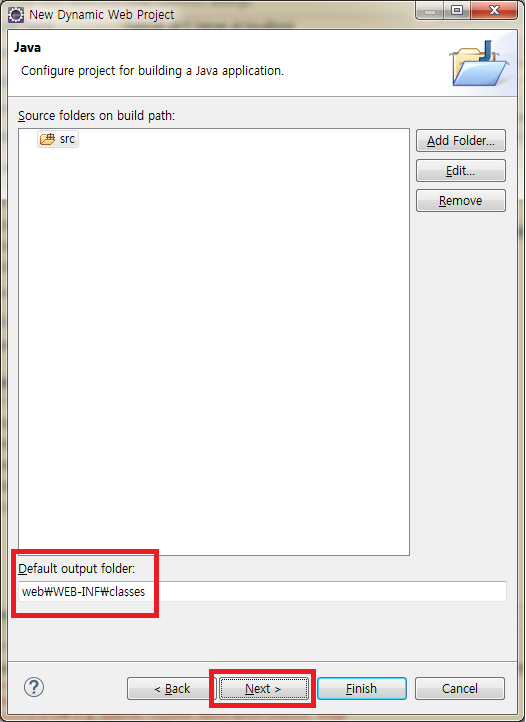 New Dynamic Web Project
Java
Configure project for building a Java application.
Source folders on build path:
src
Add Folder...
Edit...
Remove
Default output folder:
web₩WEB-INF₩classes
?
< Back
Next >
Finish
Cancel